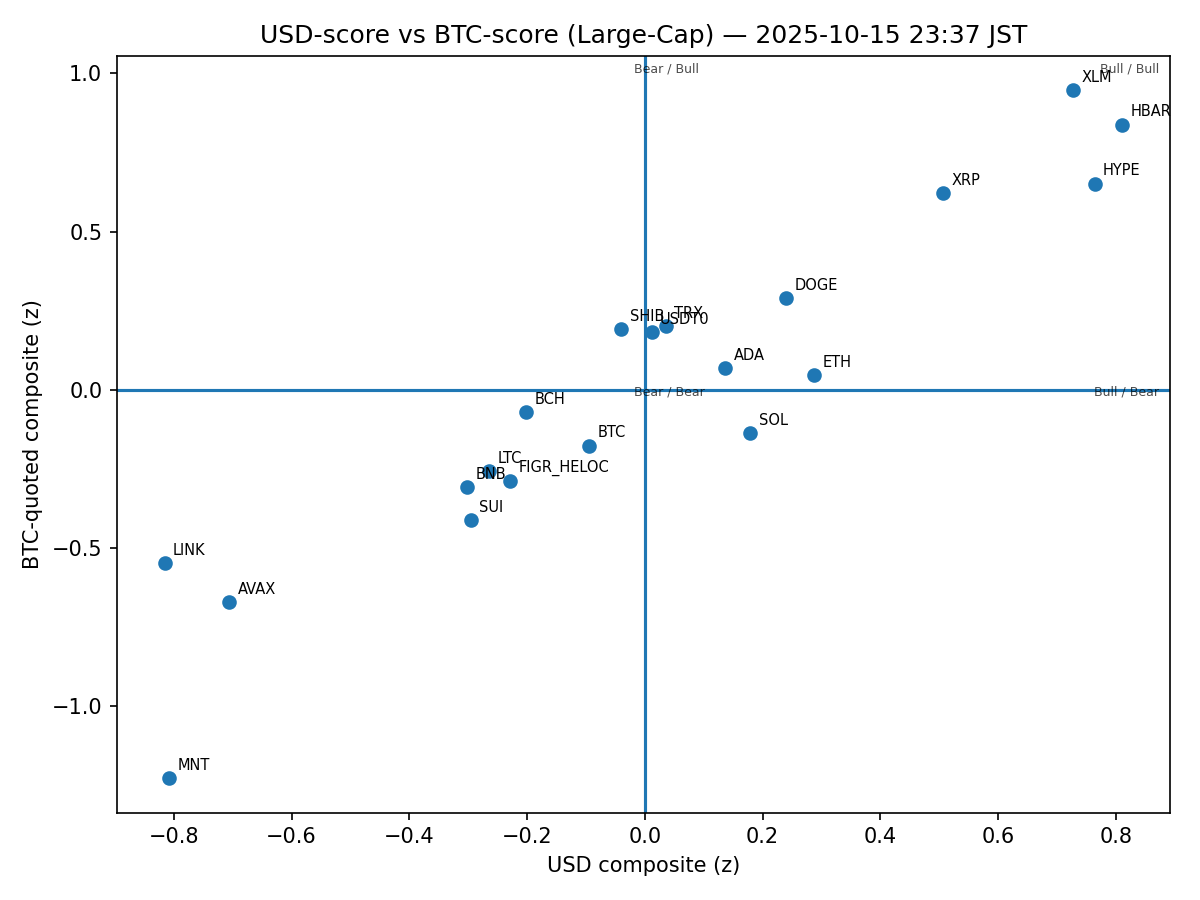 USD-score vs BTC-score (Large-Cap) — 2025-10-15 23:37 JST
Bear / Bull
Bull / Bull
XLM
HBAR
HYPE
XRP
DOGE
SHIB
TRX
USDT0
ADA
ETH
Bear / Bear
Bull / Bear
BCH
SOL
BTC
LTC
FIGR_HELOC
BNB
SUI
LINK
AVAX
MNT
1.0
0.5
0.0
−0.5
−1.0
BTC-quoted composite (z)
−0.8
−0.6
−0.4
−0.2
0.0
0.2
0.4
0.6
0.8
USD composite (z)